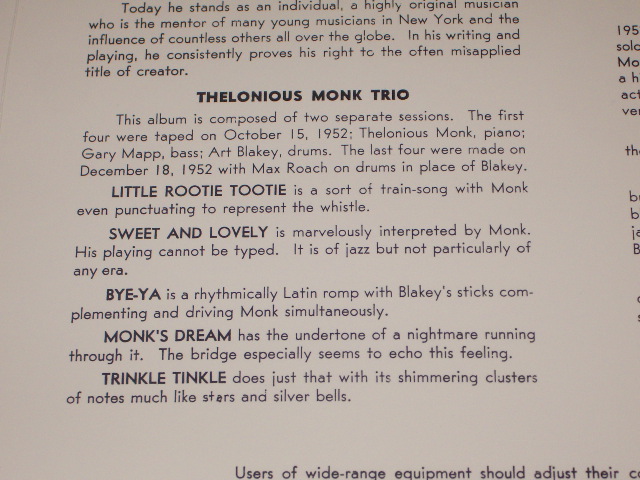 Today he stands as an individual, a highly original musician
who is the mentor of many young musicians in New York and the
influence of countless others all over the globe. In his writing and
playing, he consistently proves his right to the often misapplied
title of creator.
THELONIOUS MONK TRIO
This album is composed of two separate sessions. The first
four were taped on October 15, 1952; Thelonious Monk, piano;
Gary Mapp, bass; Art Blakey, drums. The last four were made on
December 18, 1952 with Max Roach on drums in place of Blakey.
LITTLE ROOTIE TOOTIE is a sort of train-song with Monk
even punctuating to represent the whistle.
SWEET AND LOVELY is marvelously interpreted by Monk.
His playing cannot be typed. It is of jazz but not particularly of
any era.
BYE-YA is a rhythmically Latin romp with Blakey's sticks com-
plementing and driving Monk simultaneously.
MONK'S DREAM has the undertone of a nightmare running
through it. The bridge especially seems to echo this feeling.
TRINKLE TINKLE does just that with its shimmering clusters
of notes much like stars and silver bells.
Users of wide-range equipment should adjust their